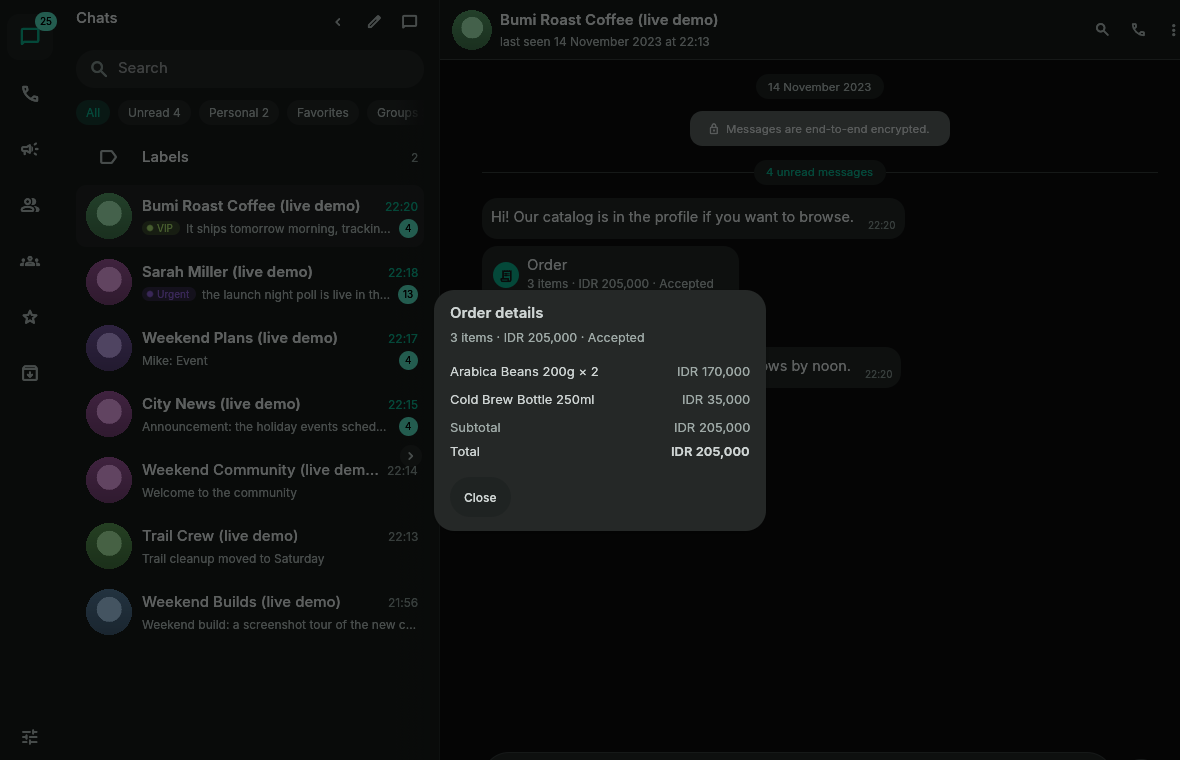 25
Chats
Search
All
Unread 4
Personal 2
Favorites
Groups
Labels
2
Bumi Roast Coffee (live demo)
22:20
VIP
It ships tomorrow morning, trackin...
4
Sarah Miller (live demo)
22:18
Urgent
the launch night poll is live in th...
13
Weekend Plans (live demo)
22:17
Mike: Event
4
City News (live demo)
22:15
Announcement: the holiday events sched...
4
Weekend Community (live dem...
22:14
Welcome to the community
Trail Crew (live demo)
22:13
Trail cleanup moved to Saturday
Weekend Builds (live demo)
21:56
Weekend build: a screenshot tour of the new c...
Bumi Roast Coffee (live demo)
last seen 14 November 2023 at 22:13
14 November 2023
Messages are end-to-end encrypted.
4 unread messages
Hi! Our catalog is in the profile if you want to browse.
22:20
Order
3 items · IDR 205,000 · Accepted
ows by noon.
22:20
Order details
3 items · IDR 205,000 · Accepted
Arabica Beans 200g × 2
IDR 170,000
Cold Brew Bottle 250ml
IDR 35,000
Subtotal
IDR 205,000
Total
IDR 205,000
Close